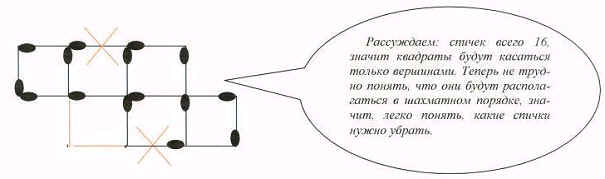 Рассуждаем: спичек всего 16,
значит квадраты будут касаться
только вершинами. Теперь не труд-
но понять, что они будут распола-
гаться в шахматном порядке, зна-
чит, легко понять, какие спички
нужно убрать.